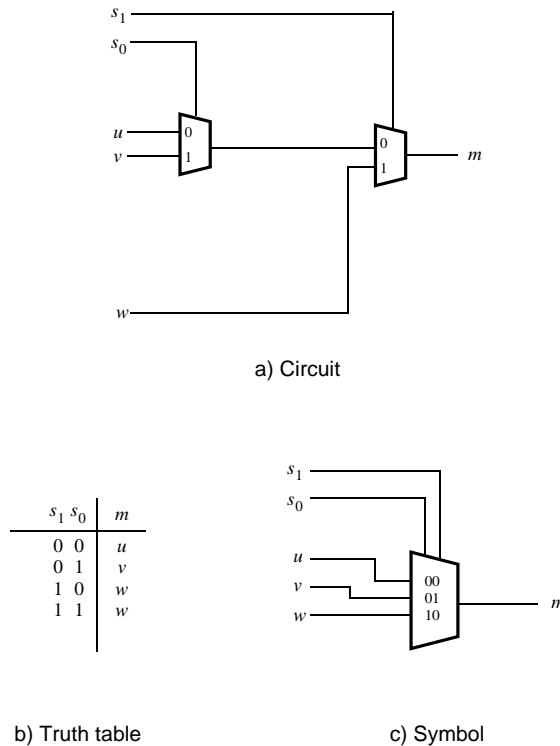 s1
s0
u 0
v 1
0
1
m
w
a) Circuit
s1 s0 m
0 0 u
0 1 v
1 0 w
1 1 w
b) Truth table
s1
s0
u 00
v 01
w 10
m
c) Symbol